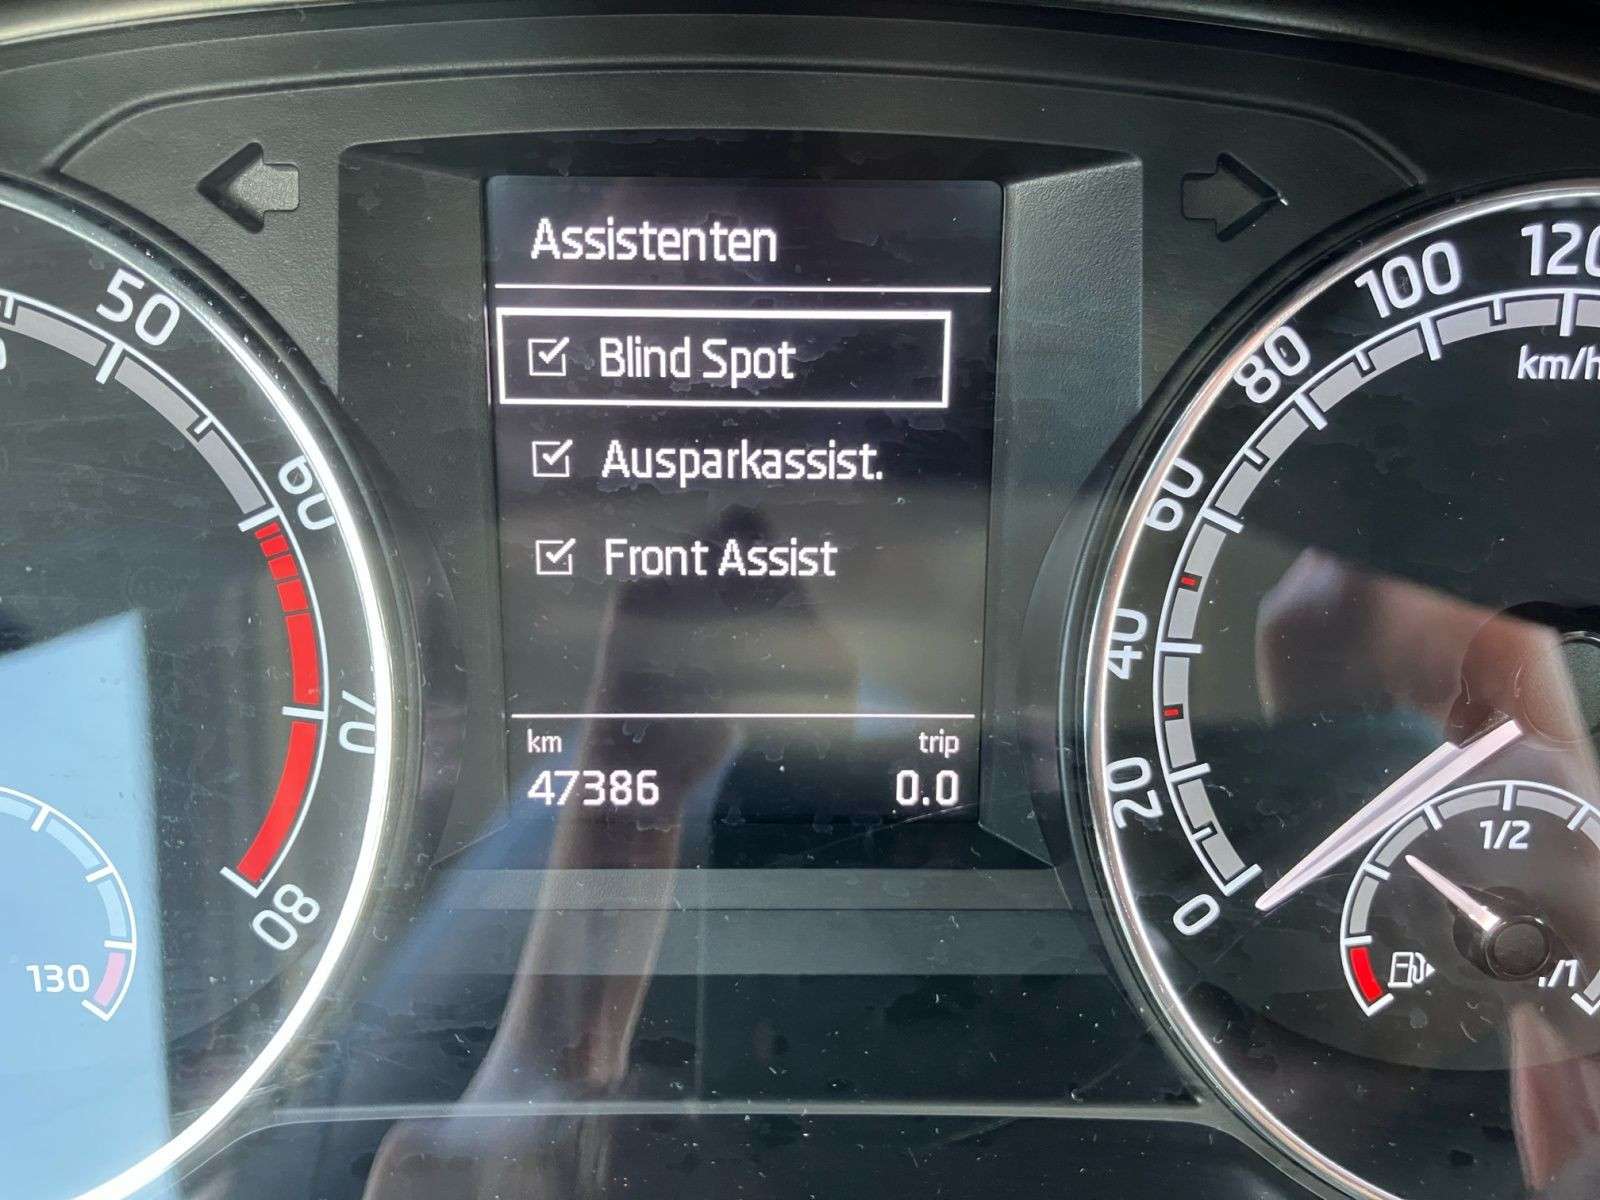 Assistenten
Blind Spot
Ausparkassist.
Front Assist
km trip
47386 0.0
50
60
70
80
130
120
100
km/h
80
60
40
20
0
1/2